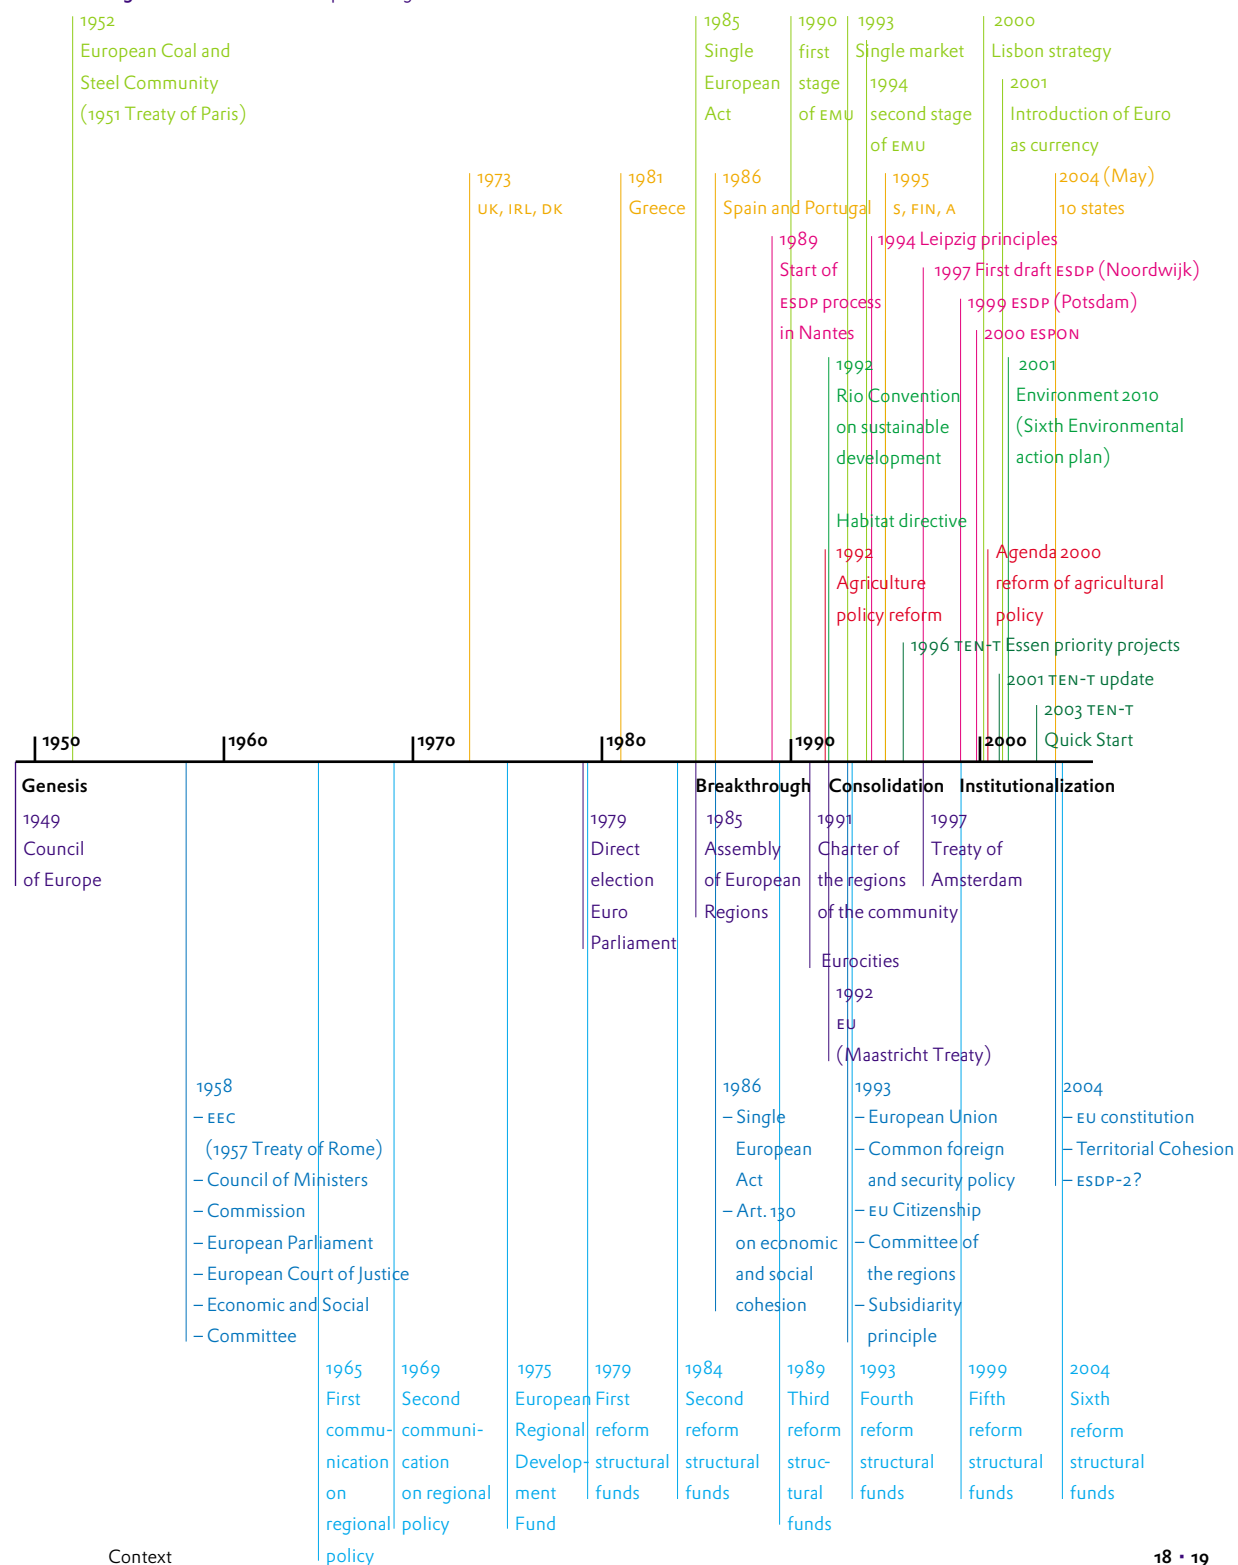 1952
European Coal and
Steel Community
(1951 Treaty of Paris)
1985
Single
European
Act
1990
first
stage
of EMU
1993
Single market
1994
second stage
of EMU
2000
Lisbon strategy
2001
Introduction of Euro
as currency
1973
UK, IRL, DK
1981
Greece
1986
Spain and Portugal
1995
S, FIN, A
2004 (May)
10 states
1989
Start of
ESDP process
in Nantes
1994 Leipzig principles
1997 First draft ESDP (Noordwijk)
1999 ESDP (Potsdam)
2000 ESPON
1992
Rio Convention
on sustainable
development
Habitat directive
2001
Environment 2010
(Sixth Environmental
action plan)
1992
Agriculture
policy reform
Agenda 2000
reform of agricultural
policy
1996 TEN-T Essen priority projects
2001 TEN-T update
2003 TEN-T
Quick Start
1950
1960
1970
1980
1990
2000
Genesis
Breakthrough
Consolidation
Institutionalization
1949
Council
of Europe
1979
Direct
election
Euro
Parliament
1985
Assembly
of European
Regions
1991
Charter of
the regions
of the community
Eurocities
1997
Treaty of
Amsterdam
1992
EU
(Maastricht Treaty)
1958
– EEC
(1957 Treaty of Rome)
– Council of Ministers
– Commission
– European Parliament
– European Court of Justice
– Economic and Social
– Committee
1986
– Single
European
Act
– Art. 130
on economic
and social
cohesion
1993
– European Union
– Common foreign
and security policy
– EU Citizenship
– Committee of
the regions
– Subsidiarity
principle
2004
– EU constitution
– Territorial Cohesion
– ESDP-2?
1965
First
commu-
nication
on
regional
policy
1969
Second
communi-
cation
on regional
policy
1975
European
Regional
Develop-
ment
Fund
1979
First
reform
structural
funds
1984
Second
reform
structural
funds
1989
Third
reform
struc-
tural
funds
1993
Fourth
reform
structural
funds
1999
Fifth
reform
structural
funds
2004
Sixth
reform
structural
funds
Context
18 • 19